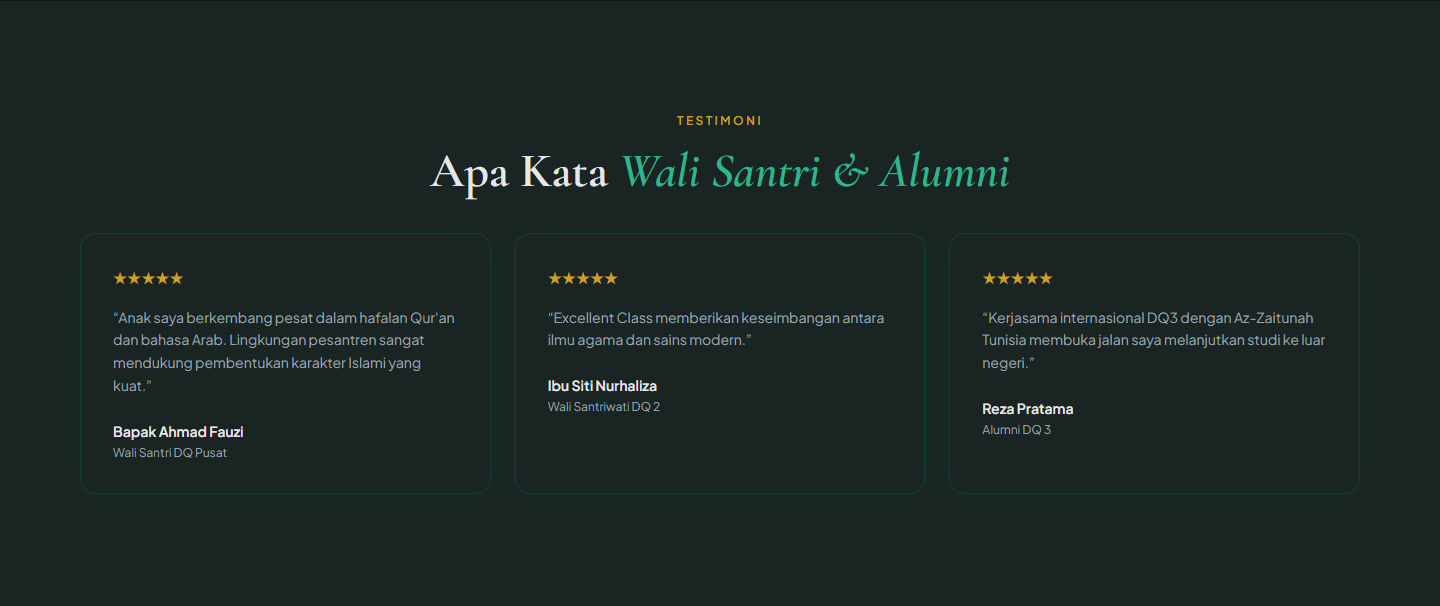 TESTIMONI
Apa Kata Wali Santri & Alumni
★★★★★
“Anak saya berkembang pesat dalam hafalan Qur'an
dan bahasa Arab. Lingkungan pesantren sangat
mendukung pembentukan karakter Islami yang
kuat.”
Bapak Ahmad Fauzi
Wali Santri DQ Pusat
★★★★★
“Excellent Class memberikan keseimbangan antara
ilmu agama dan sains modern.”
Ibu Siti Nurhaliza
Wali Santriwati DQ 2
★★★★★
“Kerjasama internasional DQ3 dengan Az-Zaitunah
Tunisia membuka jalan saya melanjutkan studi ke luar
negeri.”
Reza Pratama
Alumni DQ 3